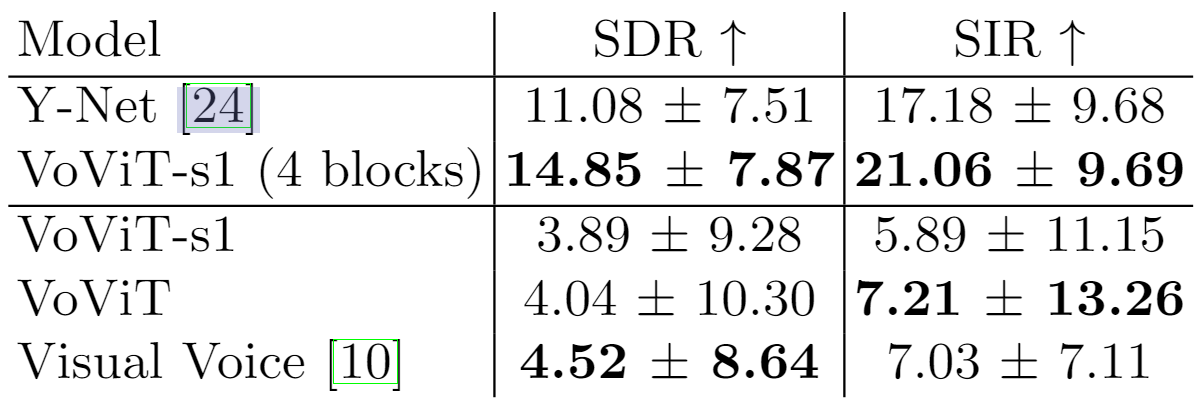 Model SDR ↑ SIR ↑
Y-Net [24] 11.08 ± 7.51 17.18 ± 9.68
VoViT-s1 (4 blocks) 14.85 ± 7.87 21.06 ± 9.69
VoViT-s1 3.89 ± 9.28 5.89 ± 11.15
VoViT 4.04 ± 10.30 7.21 ± 13.26
Visual Voice [10] 4.52 ± 8.64 7.03 ± 7.11